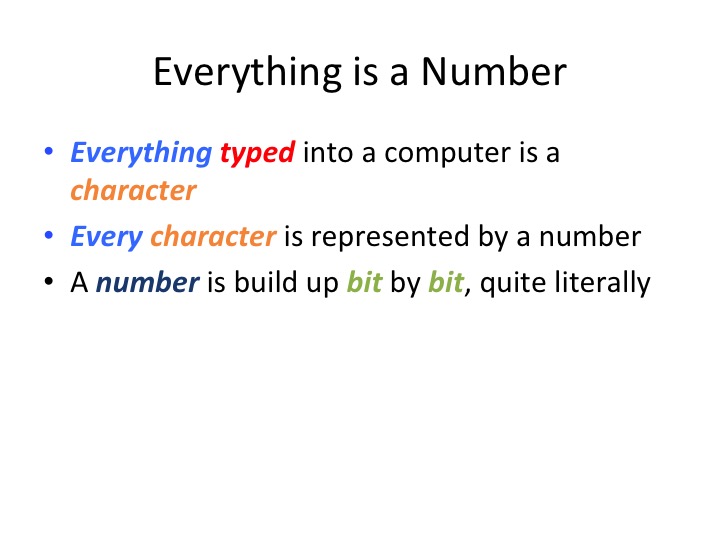 Everything is a Number
• Everything typed into a computer is a
character
• Every character is represented by a number
• A number is build up bit by bit, quite literally